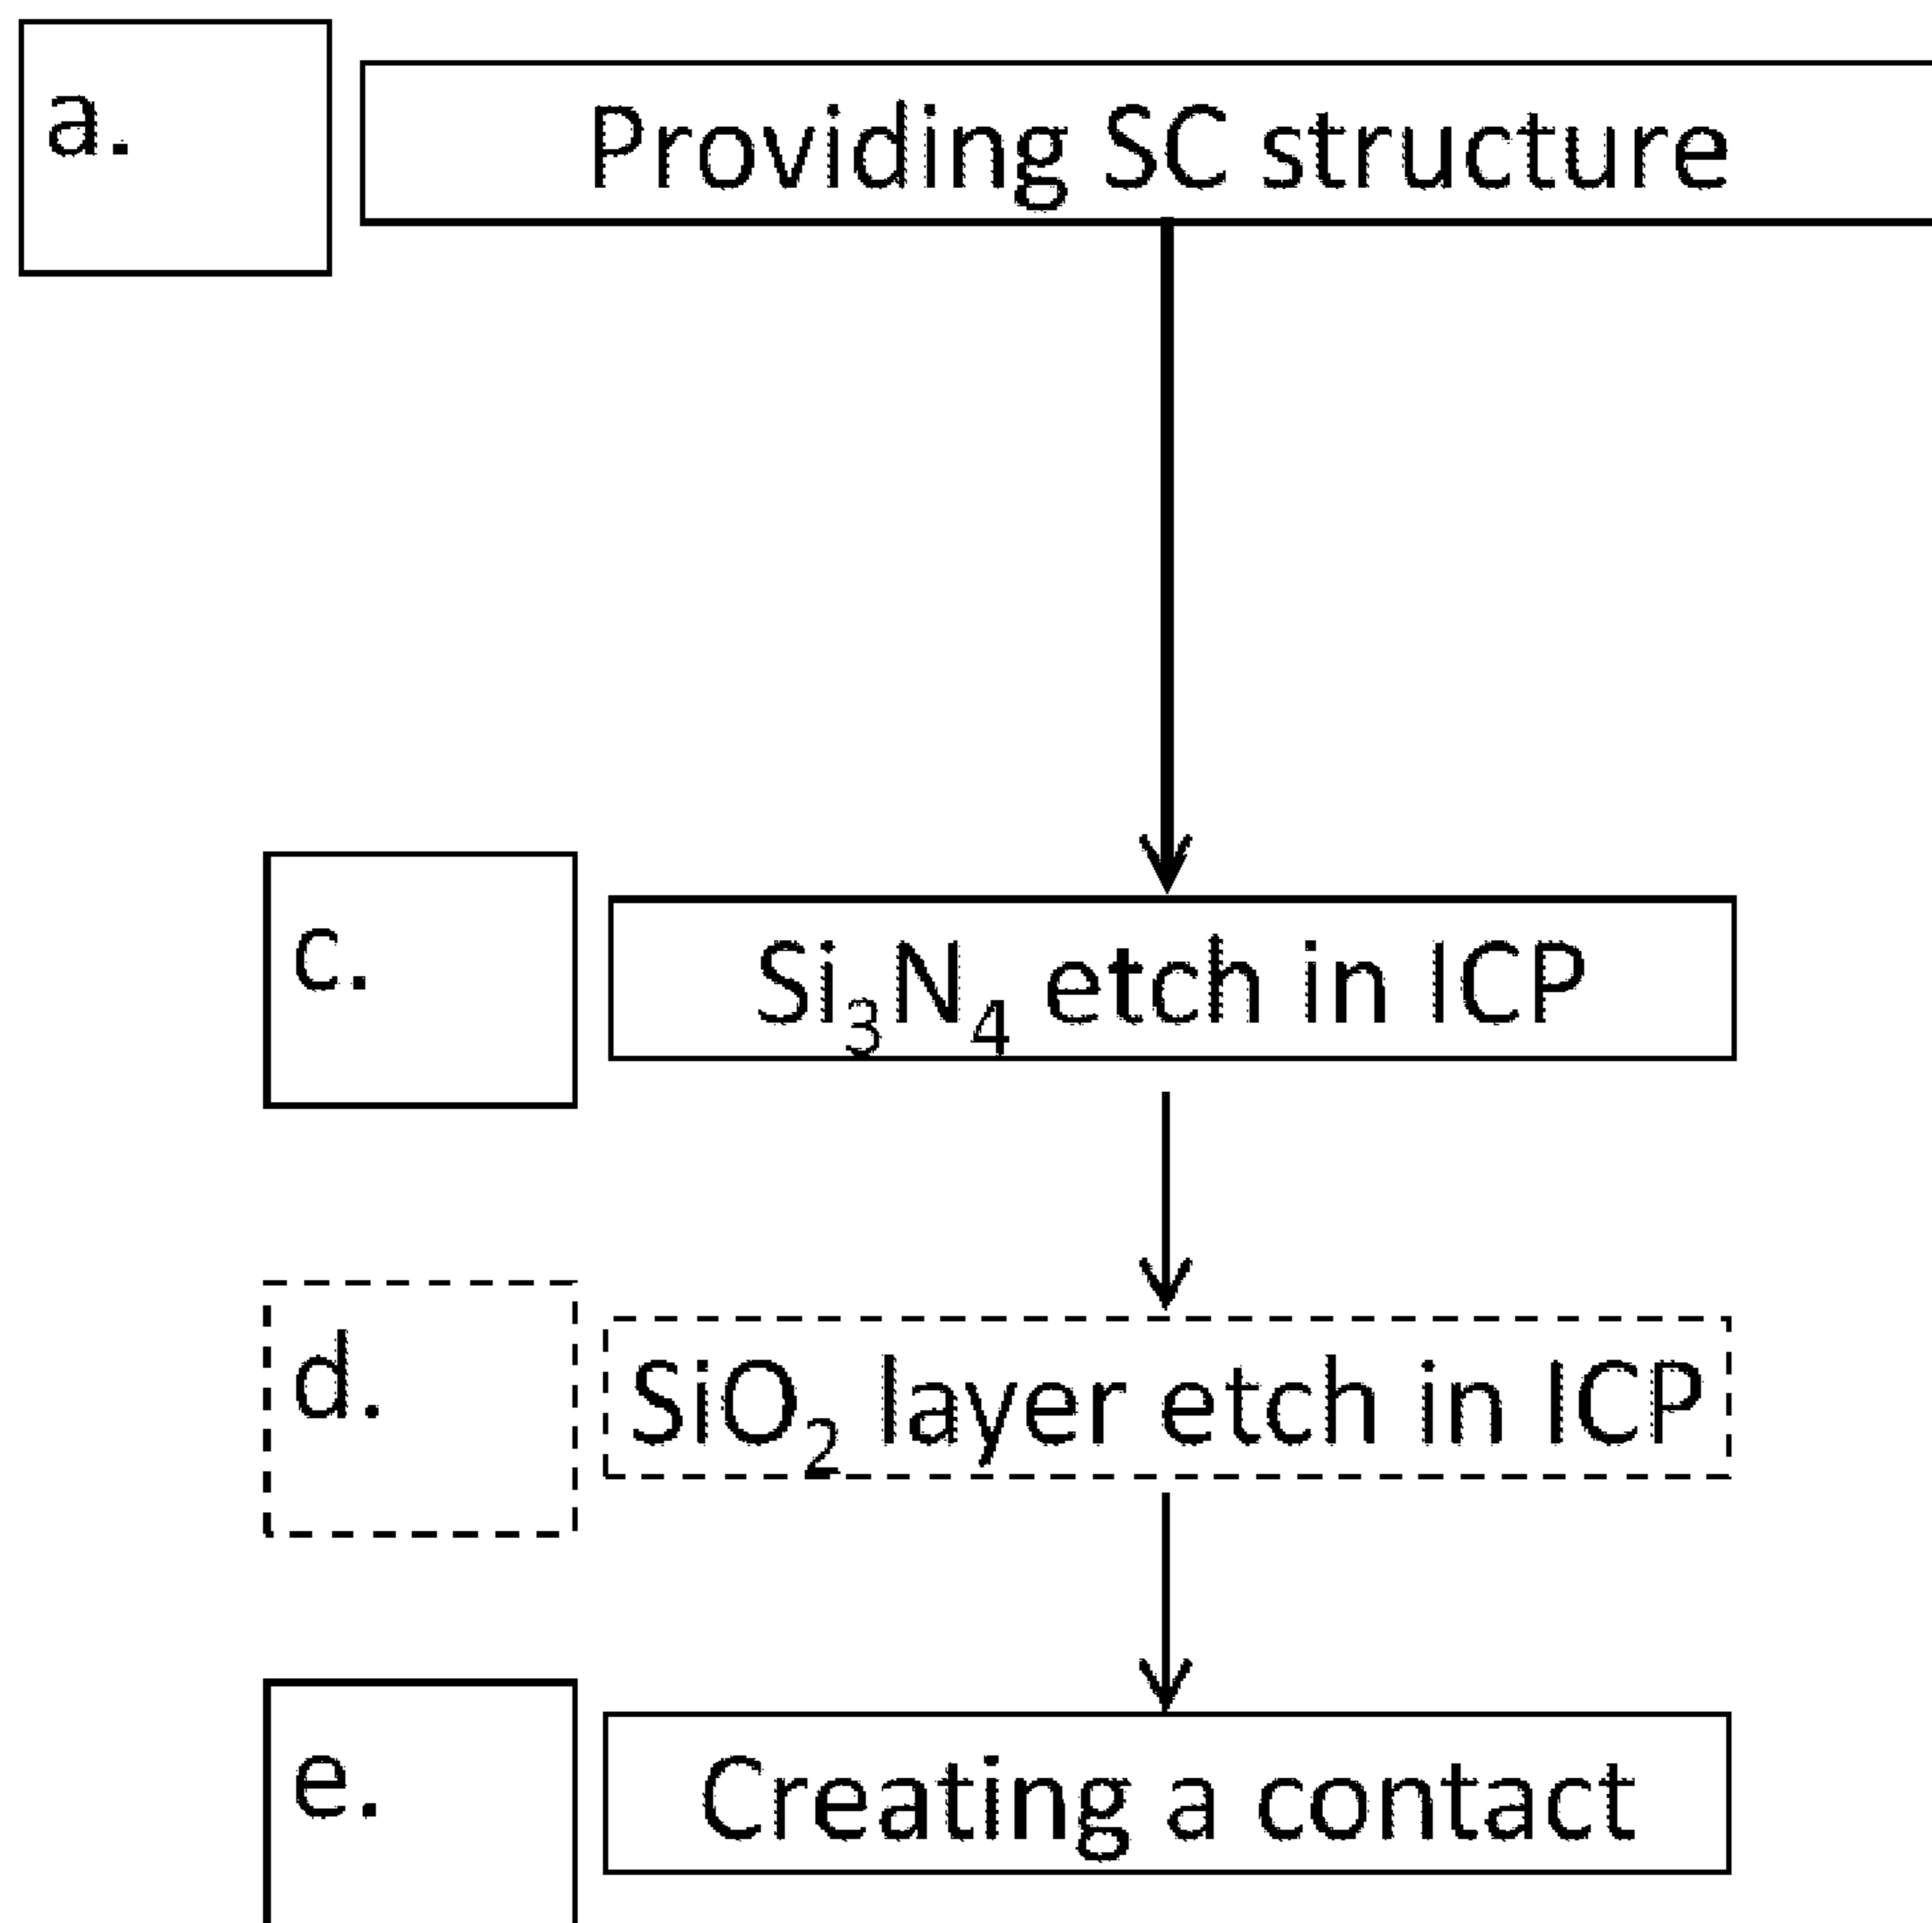 a. Providing SC structure
c. Si₃N₄ etch in ICP
d. SiO₂ layer etch in ICP
e. Creating a contact